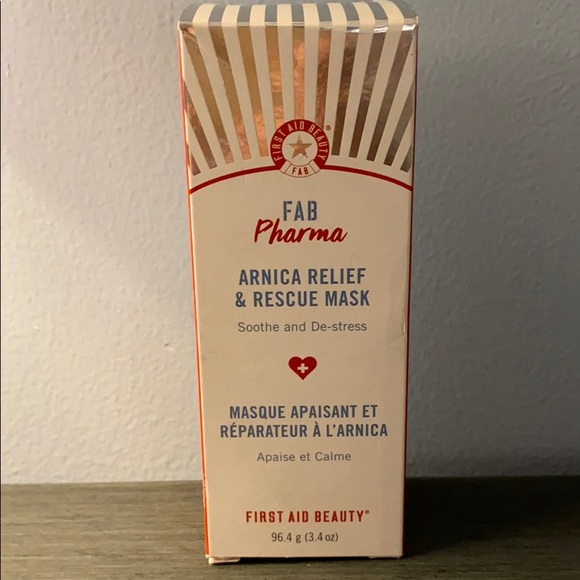 FIRST AID BEAUTY®
FAB
FAB
Pharma
ARNICA RELIEF
& RESCUE MASK
Soothe and De-stress
MASQUE APAISANT ET
RÉPARATEUR À L'ARNICA
Apaise et Calme
FIRST AID BEAUTY®
96.4 g (3.4 oz)